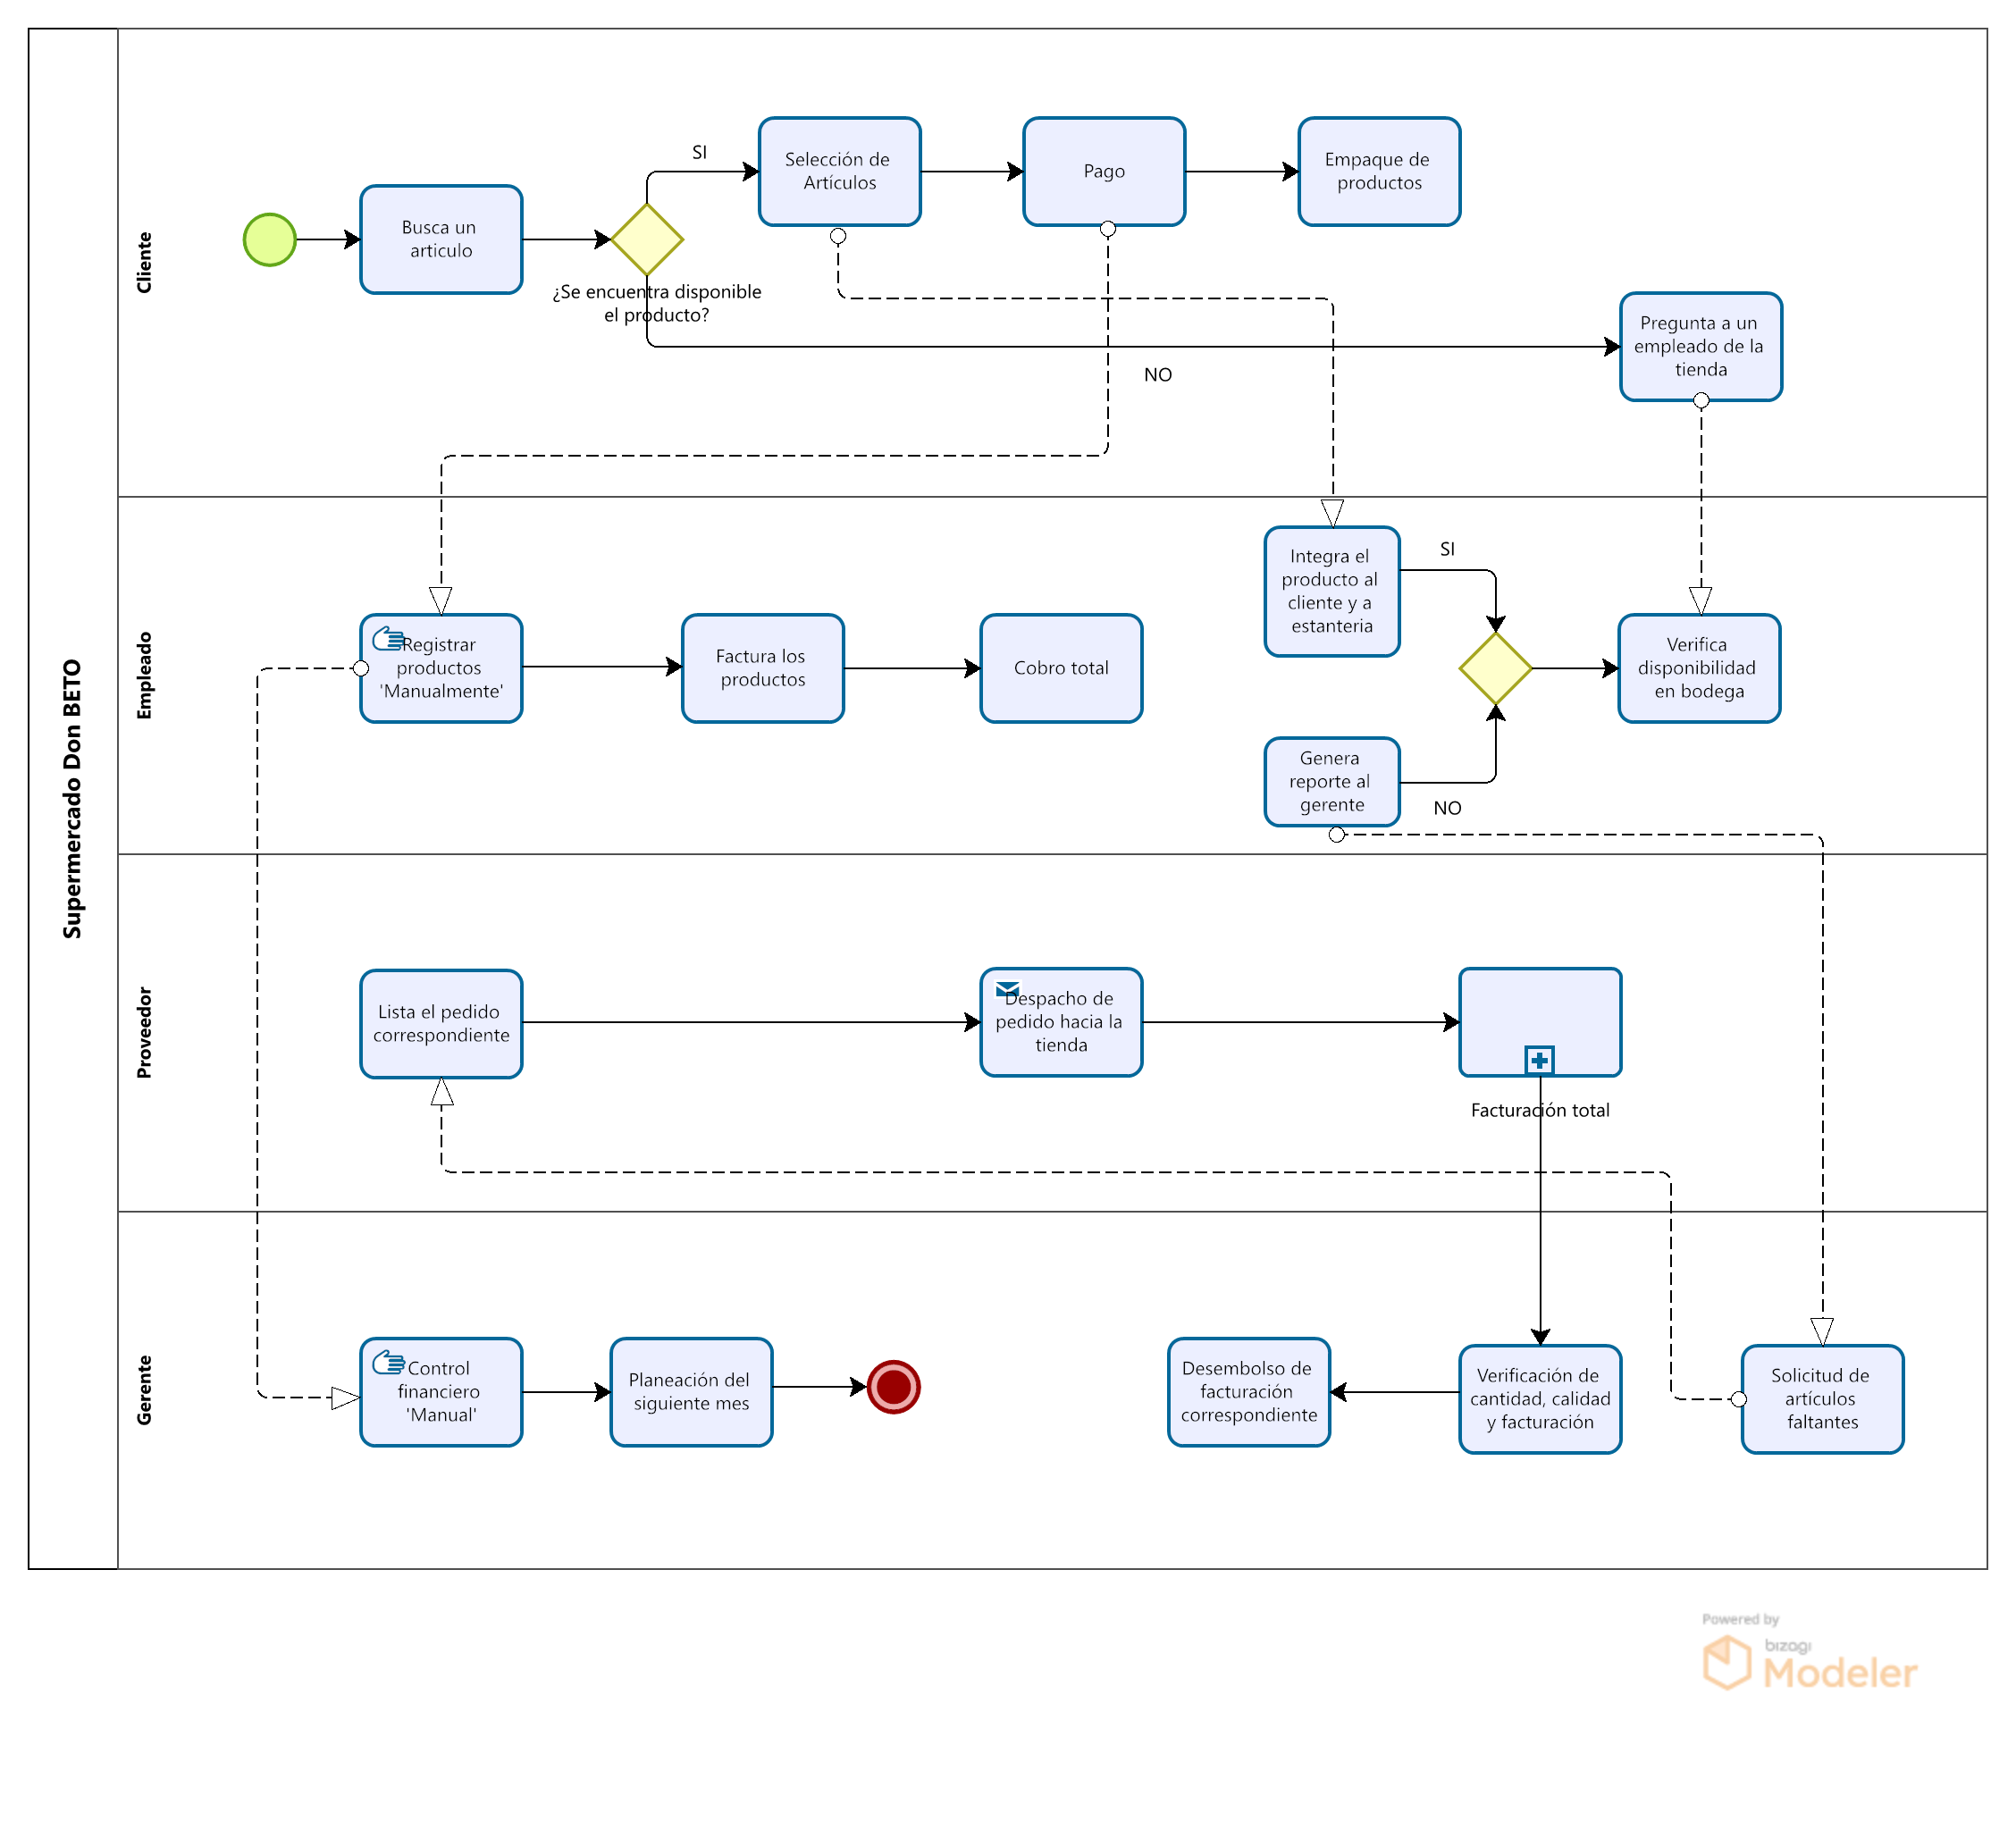 Supermercado Don BETO
Cliente
Busca un
articulo
¿Se encuentra disponible
el producto?
SI
NO
Selección de
Artículos
Pago
Empaque de
productos
Pregunta a un
empleado de la
tienda
Empleado
Registrar
productos
'Manualmente'
Factura los
productos
Cobro total
Integra el
producto al
cliente y a
estanteria
SI
Genera
reporte al
gerente
NO
Verifica
disponibilidad
en bodega
Proveedor
Lista el pedido
correspondiente
Despacho de
pedido hacia la
tienda
Facturación total
Gerente
Control
financiero
'Manual'
Planeación del
siguiente mes
Desembolso de
facturación
correspondiente
Verificación de
cantidad, calidad
y facturación
Solicitud de
artículos
faltantes
Powered by
bizagi
Modeler